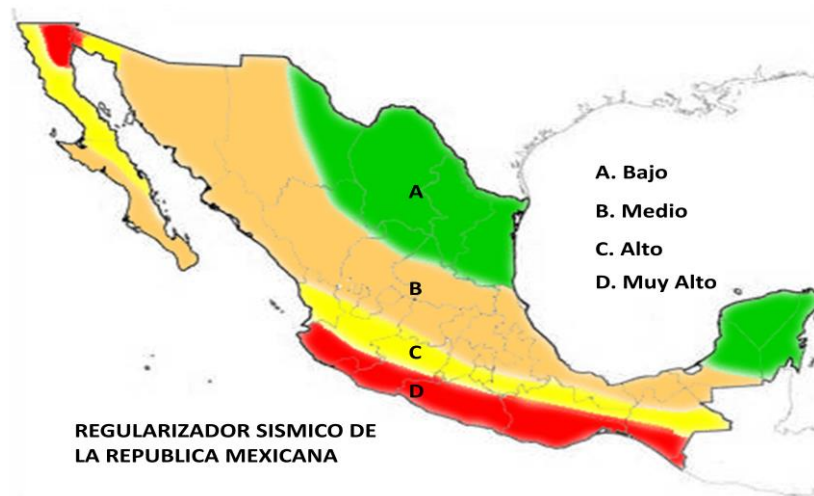 A
B
C
D
A. Bajo
B. Medio
C. Alto
D. Muy Alto
REGULARIZADOR SISMICO DE
LA REPUBLICA MEXICANA